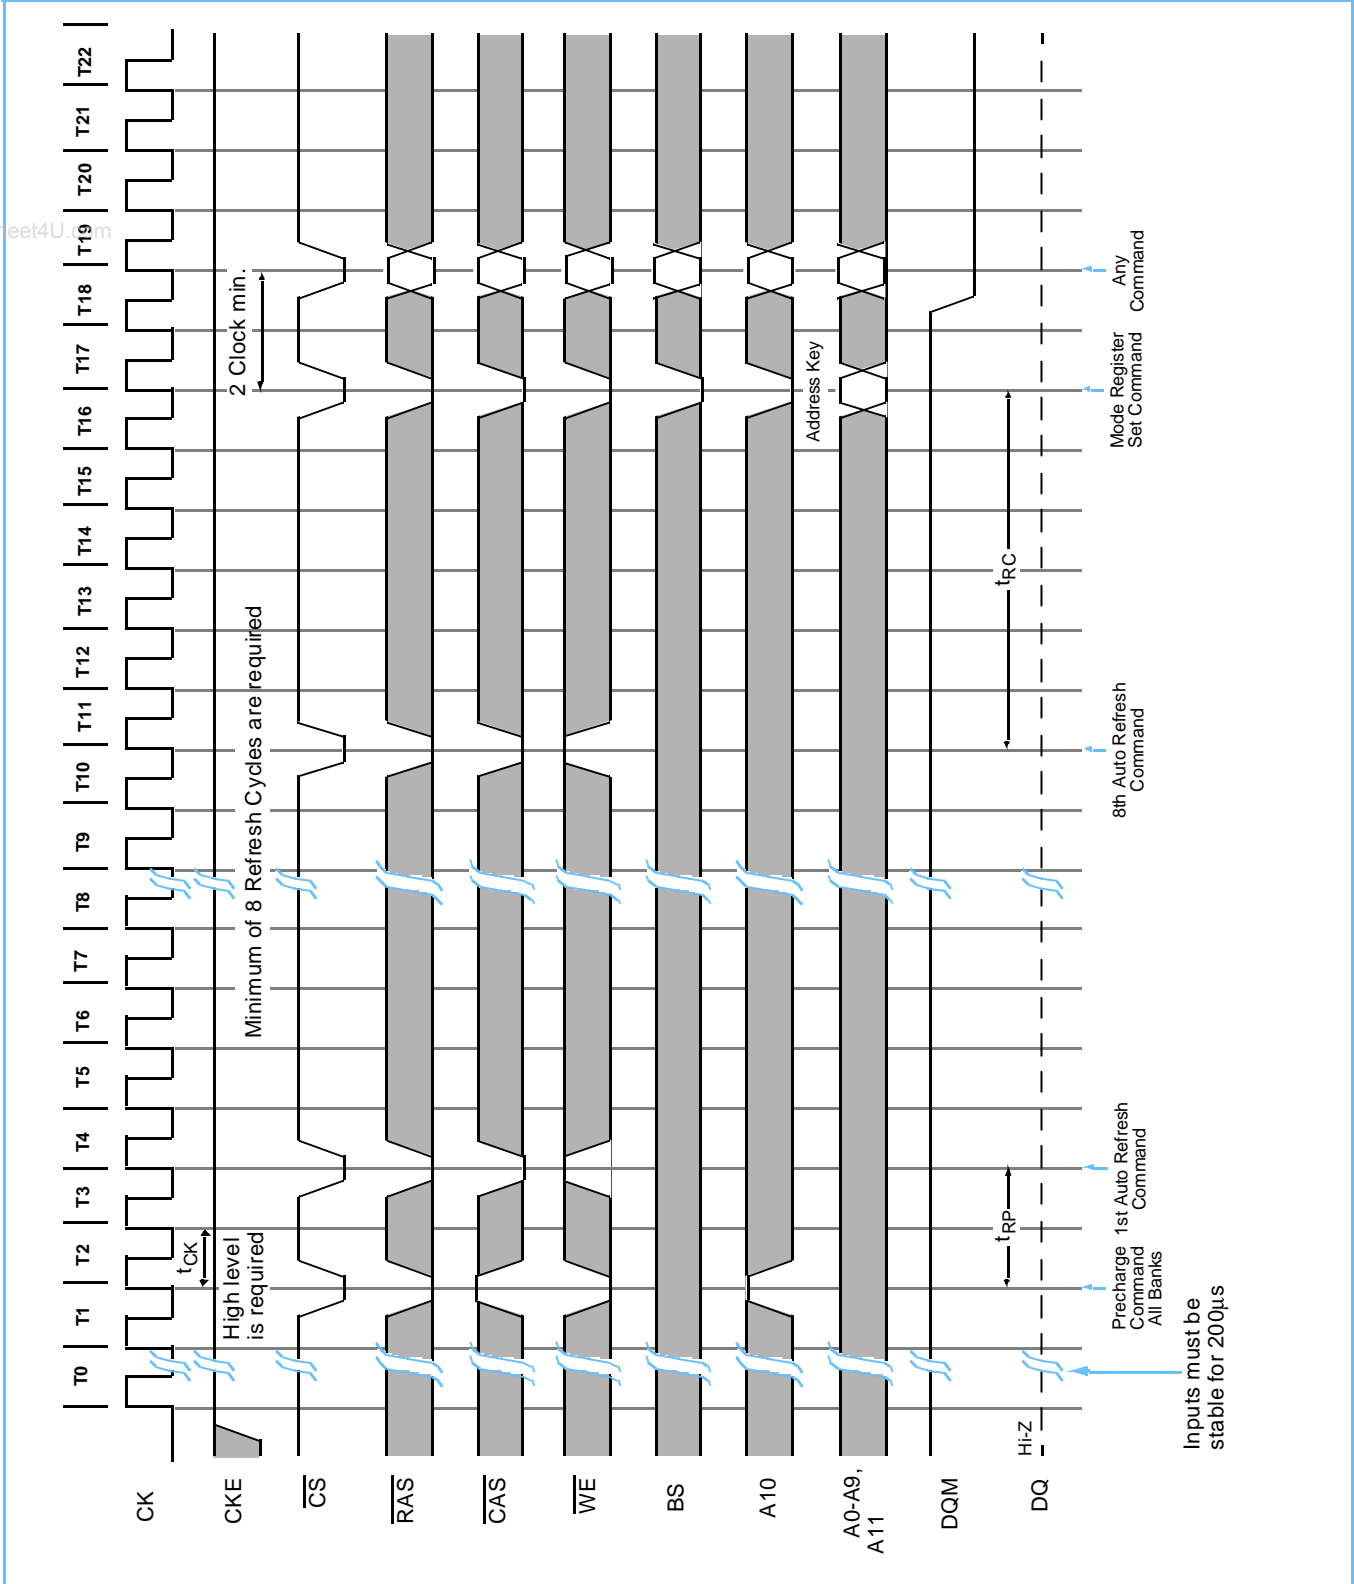 T0 T1 T2 T3 T4 T5 T6 T7 T8 T9 T10 T11 T12 T13 T14 T15 T16 T17 T18 T19 T20 T21 T22
CK
tCK
CKE
High level
is required
Minimum of 8 Refresh Cycles are required
2 Clock min.
CS
RAS
CAS
WE
BS
A10
Address Key
A0-A9,
A11
DQM
tRP
tRC
DQ
Hi-Z
Precharge
Command
All Banks
1st Auto Refresh
Command
8th Auto Refresh
Command
Mode Register
Set Command
Any
Command
Inputs must be
stable for 200µs
eet4U.com